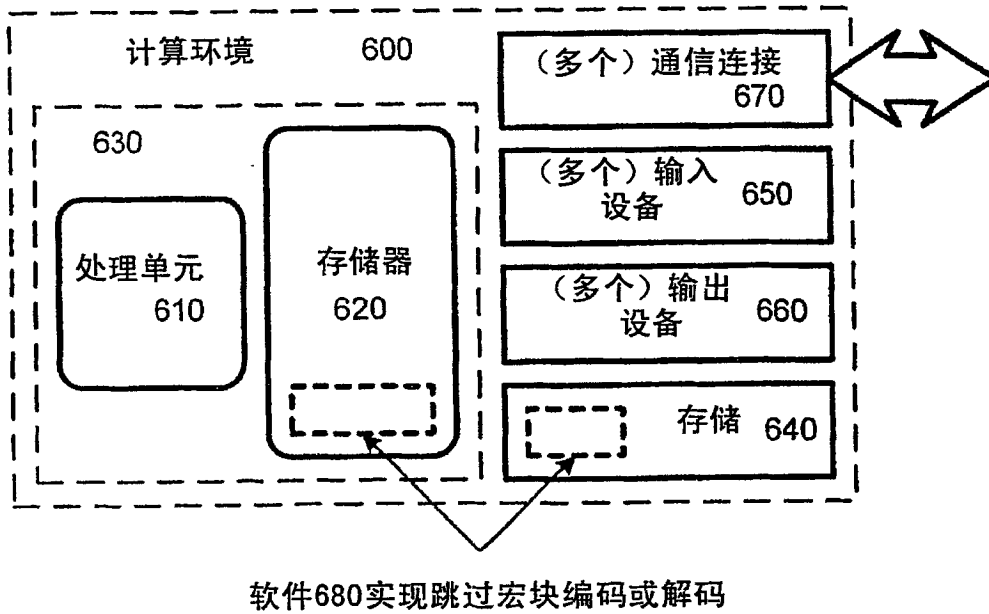 计算环境 600
630
处理单元
610
存储器
620
（多个）通信连接
670
（多个）输入
设备 650
（多个）输出
设备 660
存储 640
软件680实现跳过宏块编码或解码